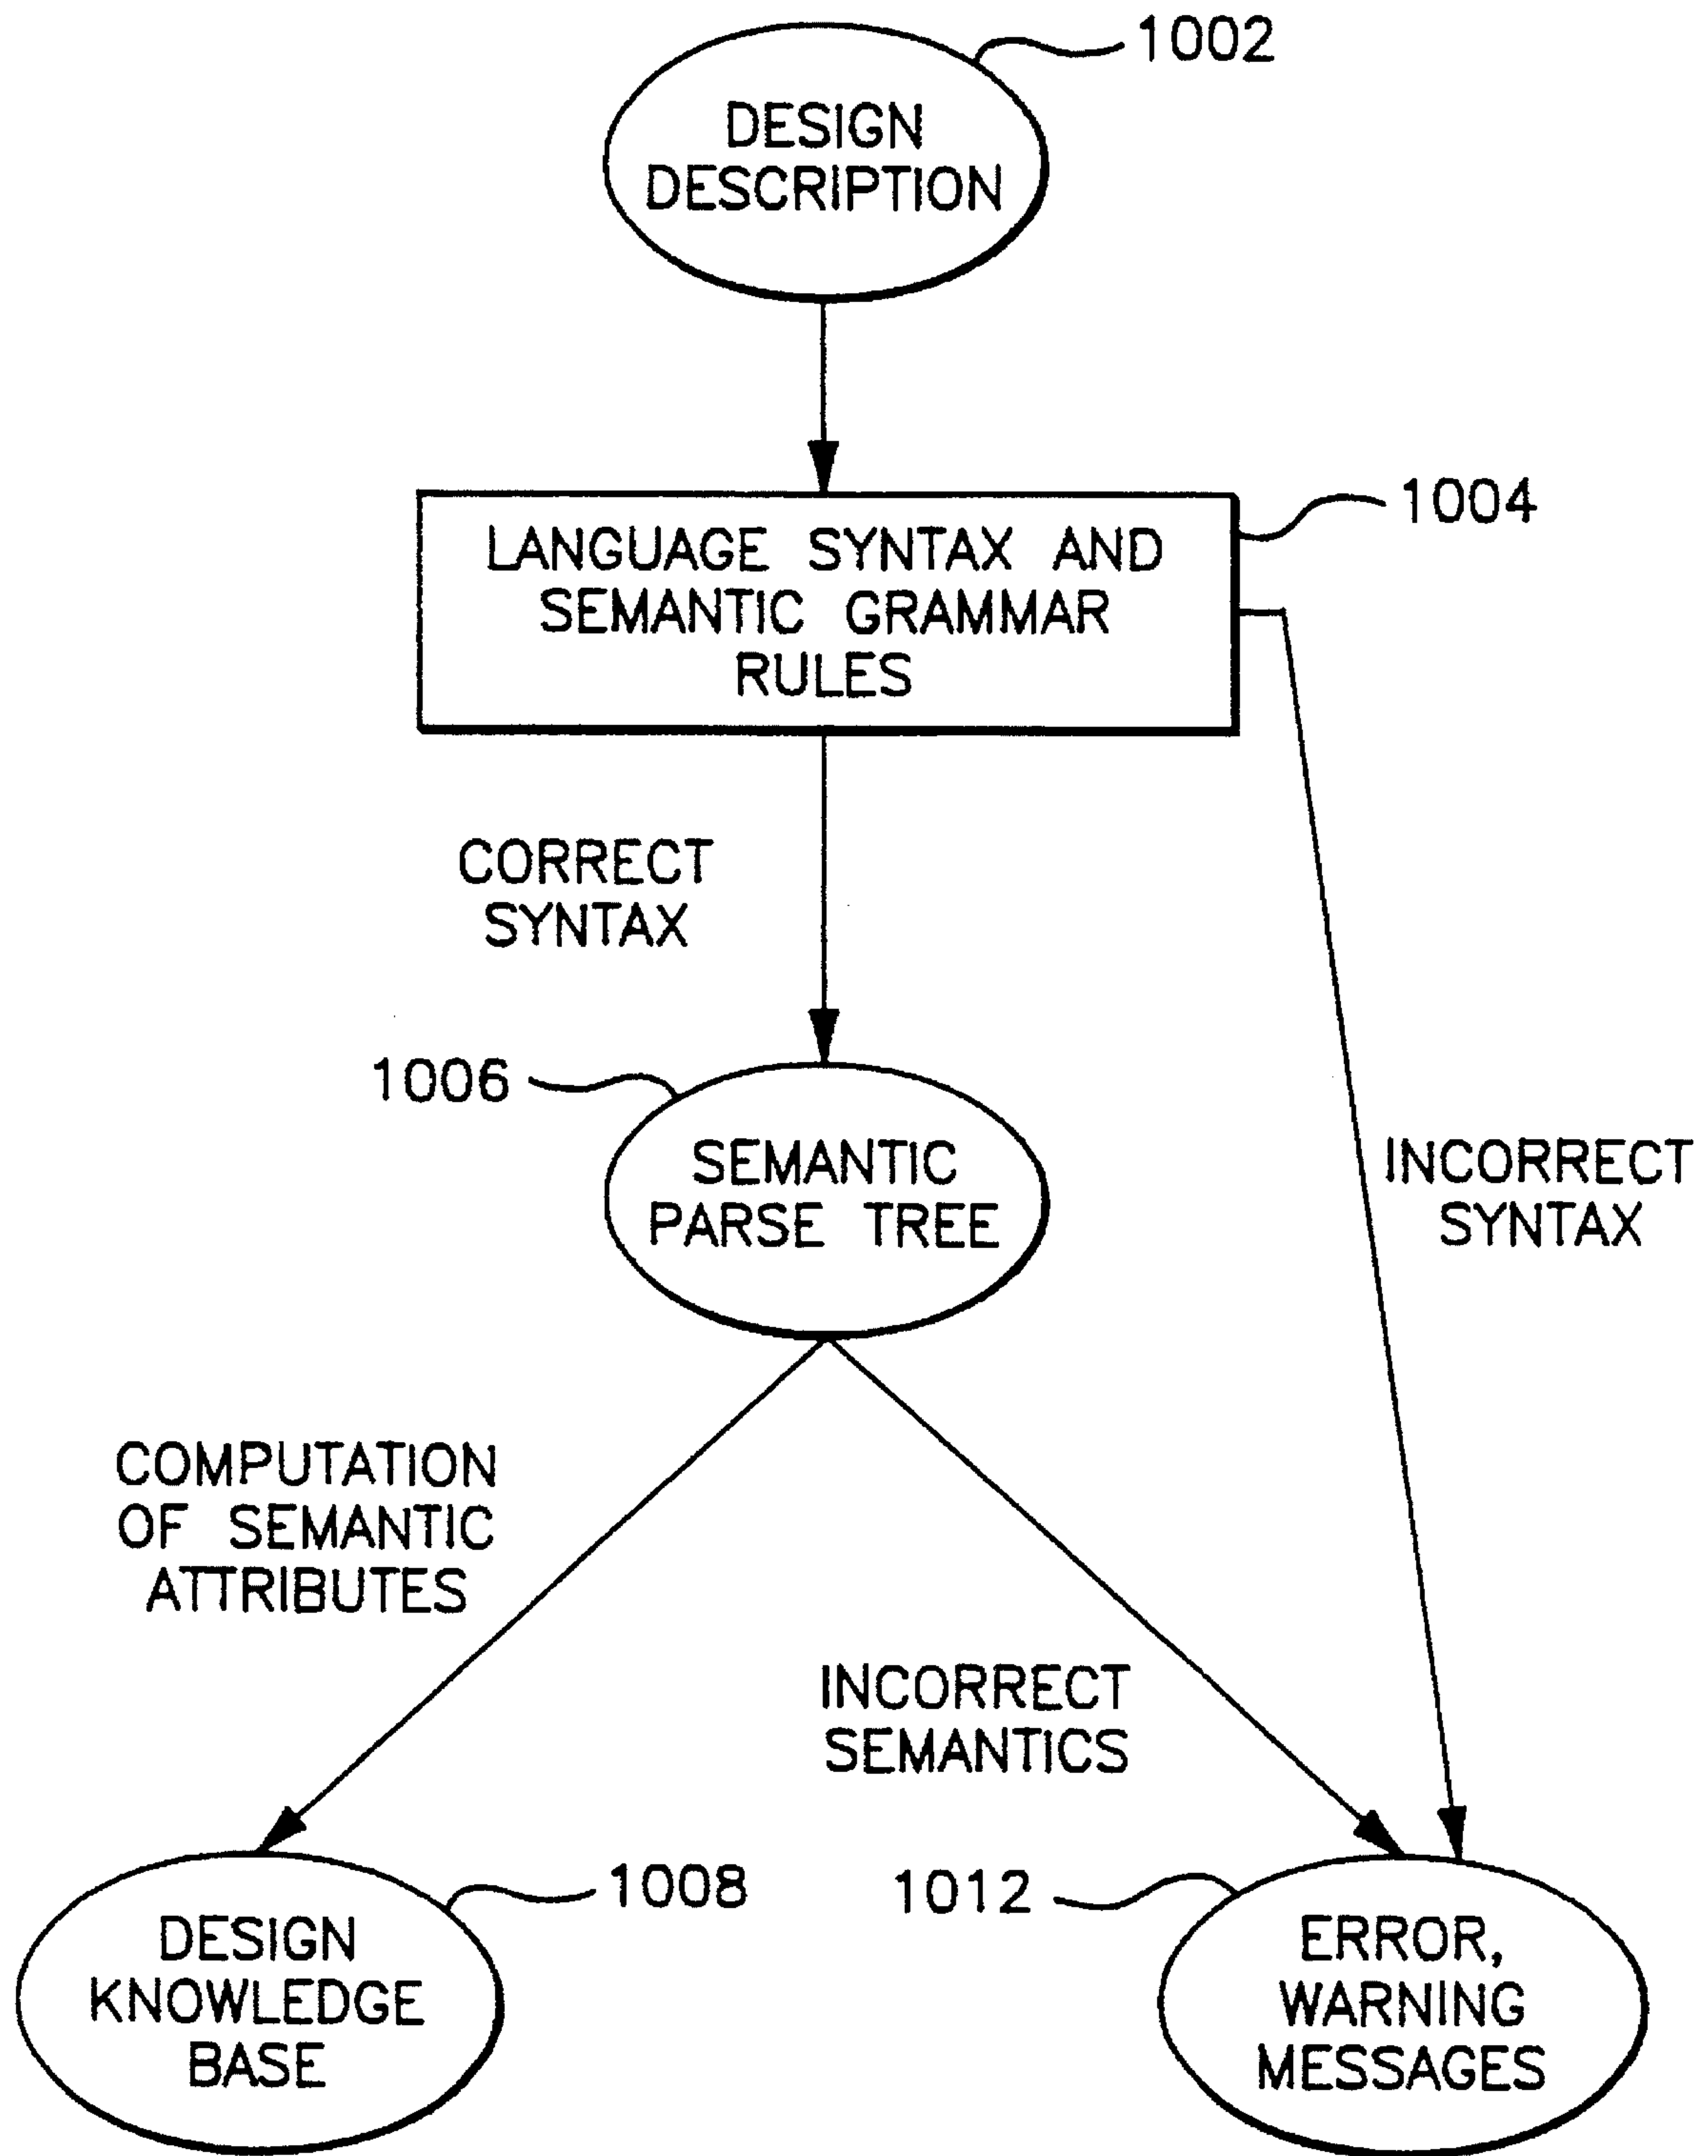 1002
DESIGN
DESCRIPTION
1004
LANGUAGE SYNTAX AND
SEMANTIC GRAMMAR
RULES
CORRECT
SYNTAX
1006
SEMANTIC
PARSE TREE
INCORRECT
SYNTAX
COMPUTATION
OF SEMANTIC
ATTRIBUTES
INCORRECT
SEMANTICS
1008
DESIGN
KNOWLEDGE
BASE
1012
ERROR,
WARNING
MESSAGES